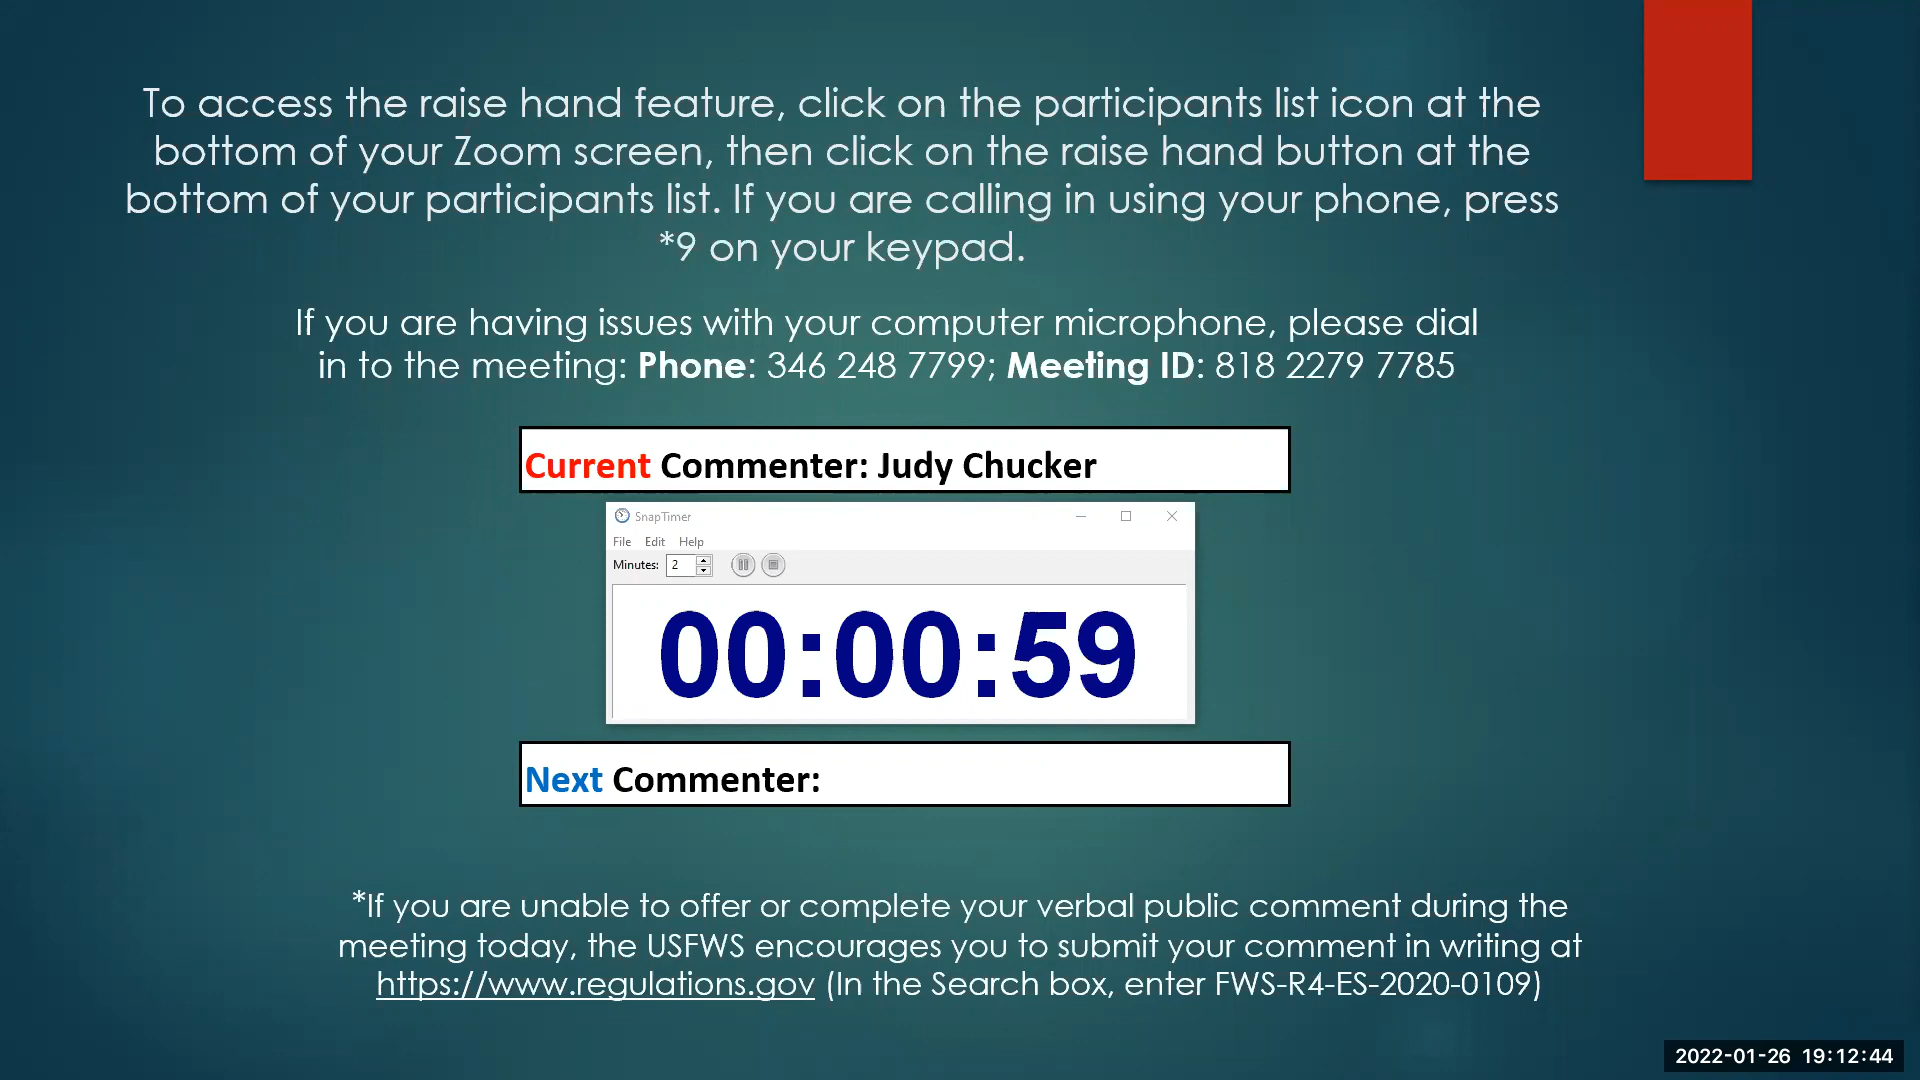 To access the raise hand feature, click on the participants list icon at the
bottom of your Zoom screen, then click on the raise hand button at the
bottom of your participants list. If you are calling in using your phone, press
*9 on your keypad.
If you are having issues with your computer microphone, please dial
in to the meeting: Phone: 346 248 7799; Meeting ID: 818 2279 7785
Current Commenter: Judy Chucker
SnapTimer
File Edit Help
Minutes: 2
00:00:59
Next Commenter:
*If you are unable to offer or complete your verbal public comment during the
meeting today, the USFWS encourages you to submit your comment in writing at
https://www.regulations.gov (In the Search box, enter FWS-R4-ES-2020-0109)
2022-01-26 19:12:44